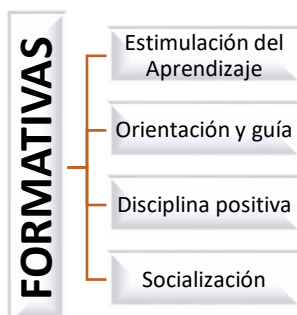 FORMATIVAS
Estimulación del
Aprendizaje
Orientación y guía
Disciplina positiva
Socialización